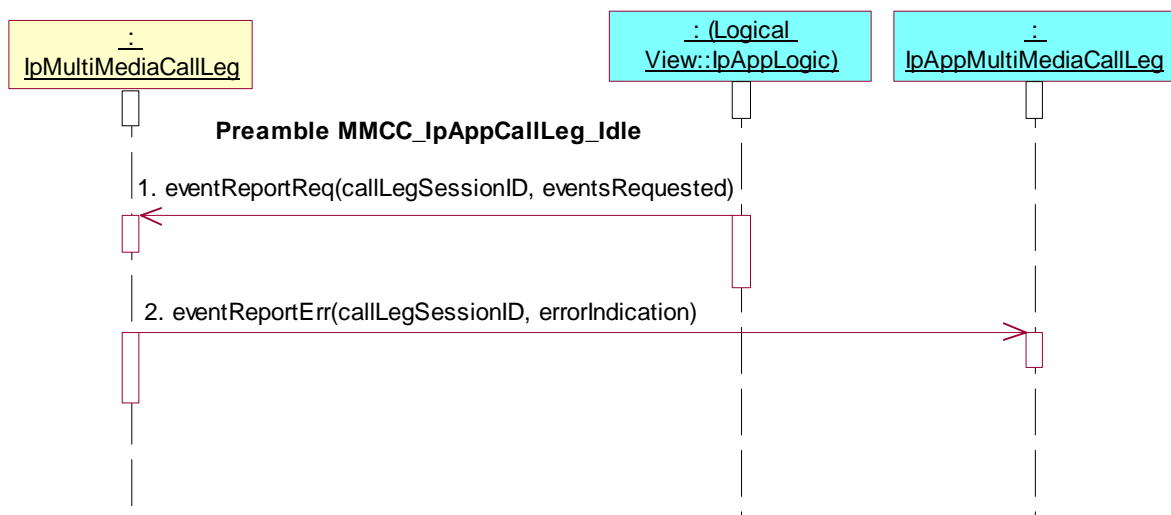 :
IpMultiMediaCallLeg
: (Logical
View::IpAppLogic)
:
IpAppMultiMediaCallLeg
Preamble MMCC_IpAppCallLeg_Idle
1. eventReportReq(callLegSessionID, eventsRequested)
2. eventReportErr(callLegSessionID, errorIndication)